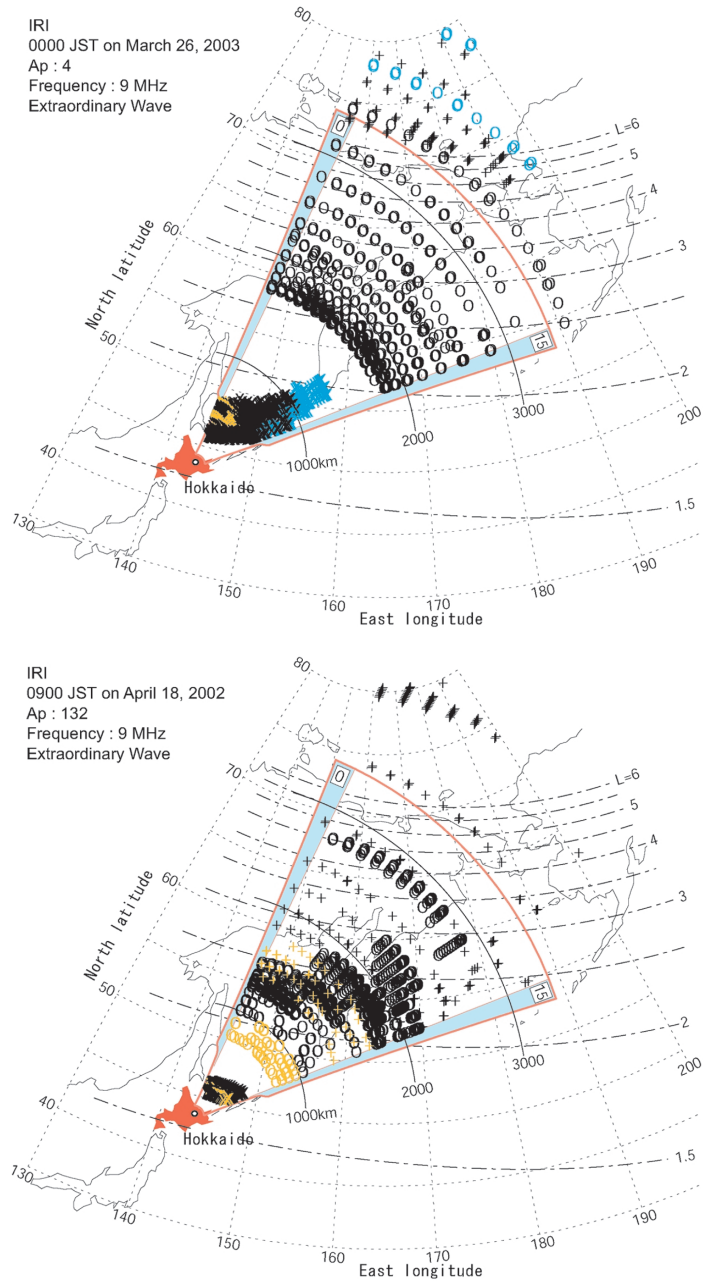 IRI
0000 JST on March 26, 2003
Ap : 4
Frequency : 9 MHz
Extraordinary Wave
80
70
60
50
40
130
North latitude
0
15
L=6
5
4
3
2
1.5
1000km
2000
3000
Hokkaido
140
150
160
170
180
190
200
East longitude
IRI
0900 JST on April 18, 2002
Ap : 132
Frequency : 9 MHz
Extraordinary Wave
80
70
60
50
40
130
North latitude
0
15
L=6
5
4
3
2
1.5
1000km
2000
3000
Hokkaido
140
150
160
170
180
190
200
East longitude